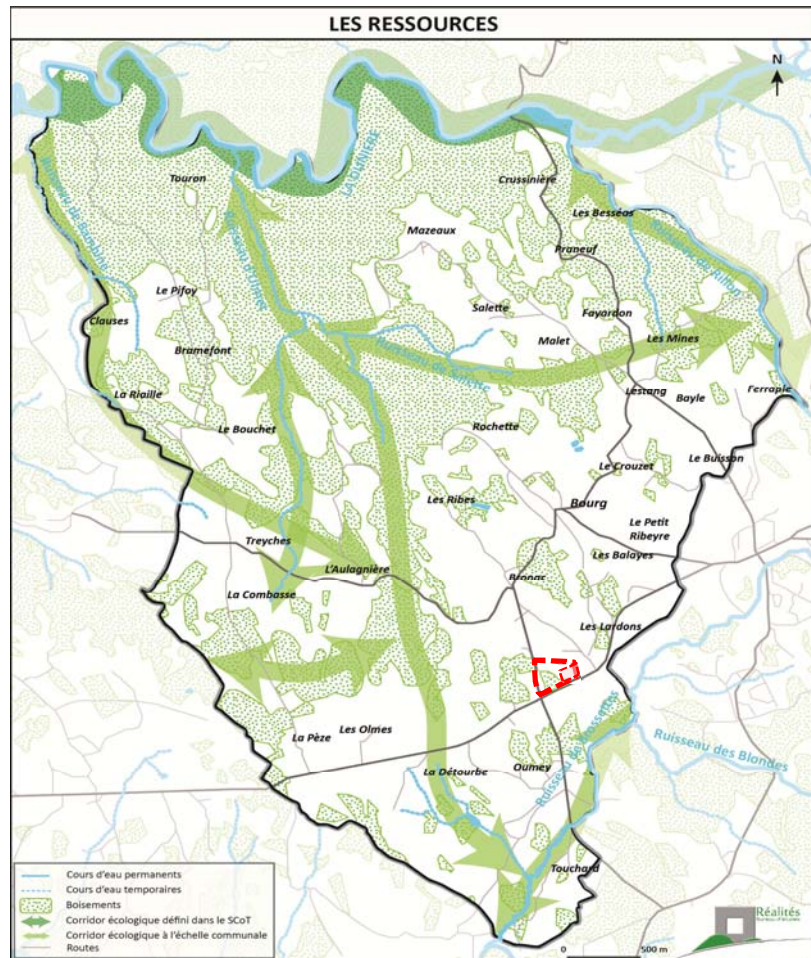 LES RESSOURCES
N
LA DUNIÈRE
Crussinière
Touron
Les Besséas
Mazeaux
Praneuf
Le Pifoy
Salette
Fayardon
Clauses
Bramefont
Malet
Les Mines
La Riaille
Lestang
Bayle
Le Bouchet
Rochette
Le Crouzet
Le Buisson
Les Ribes
Bourg
Le Petit
Ribeyre
Treyches
Les Balayes
L'Aulagnière
La Combasse
Les Lardons
La Pèze
Les Olmes
Ruisseau des Blondes
La Détourbe
Oumey
Touchard
Cours d'eau permanents
Cours d'eau temporaires
Boisements
Corridor écologique défini dans le SCoT
Corridor écologique à l'échelle communale
Routes
Réalités
0
500 m